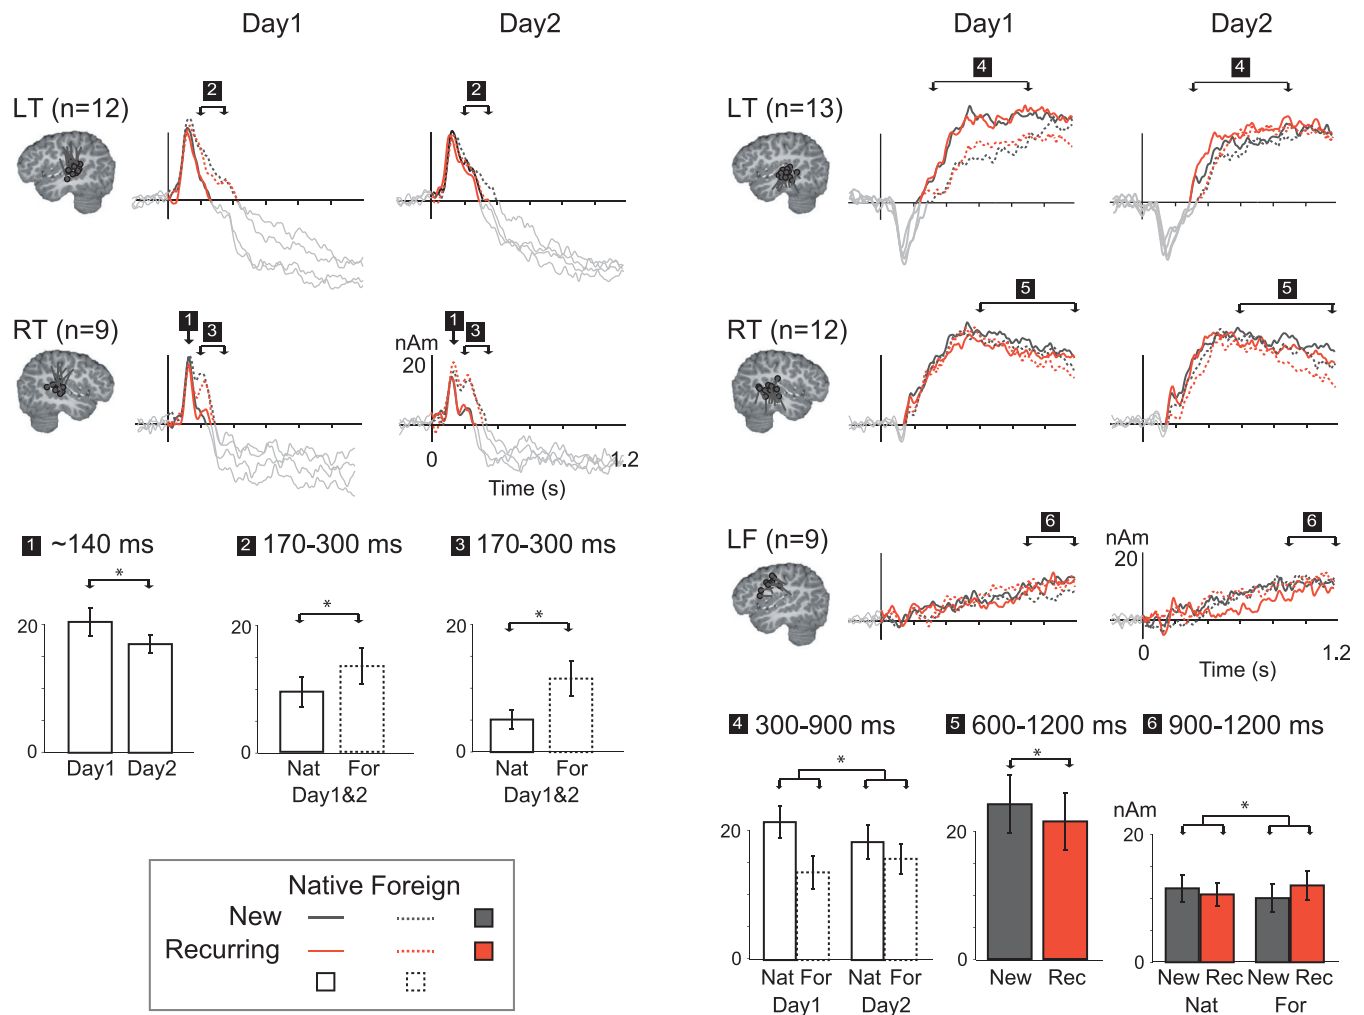 Day1 Day2
2 2
LT (n=12)
1 3 1 3
RT (n=9)
nAm
20
0 1.2
Time (s)
1 ~140 ms
*
20
0
Day1 Day2
2 170-300 ms
*
20
0
Nat For
Day1&2
3 170-300 ms
*
20
0
Nat For
Day1&2
Native Foreign
New
Recurring
Day1 Day2
4 4
LT (n=13)
5 5
RT (n=12)
6 6
LF (n=9)
nAm
20
0 1.2
Time (s)
4 300-900 ms
*
20
0
Nat For Nat For
Day1 Day2
5 600-1200 ms
*
20
0
New Rec
6 900-1200 ms
nAm
*
20
0
New Rec New Rec
Nat For